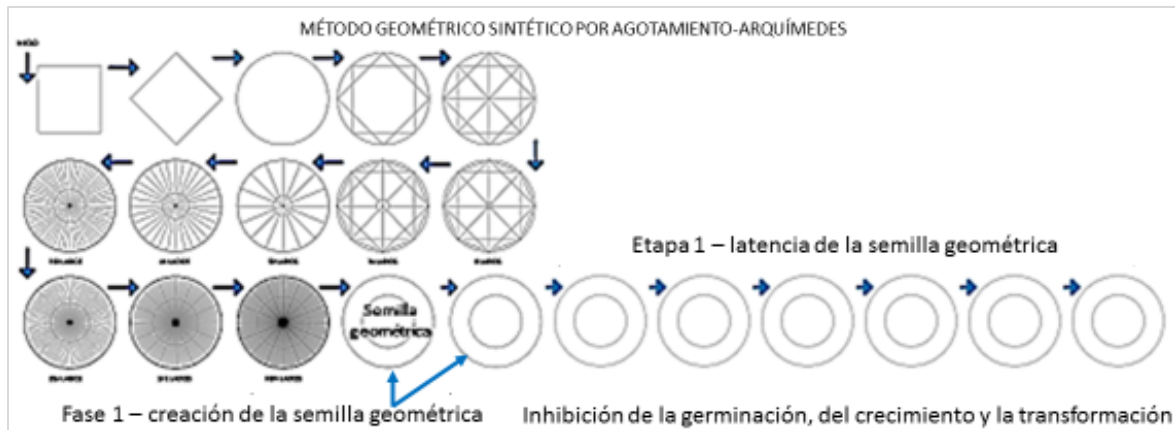 MÉTODO GEOMÉTRICO SINTÉTICO POR AGOTAMIENTO-ARQUÍMEDES
Etapa 1 – latencia de la semilla geométrica
Semilla
geométrica
Fase 1 – creación de la semilla geométrica
Inhibición de la germinación, del crecimiento y la transformación